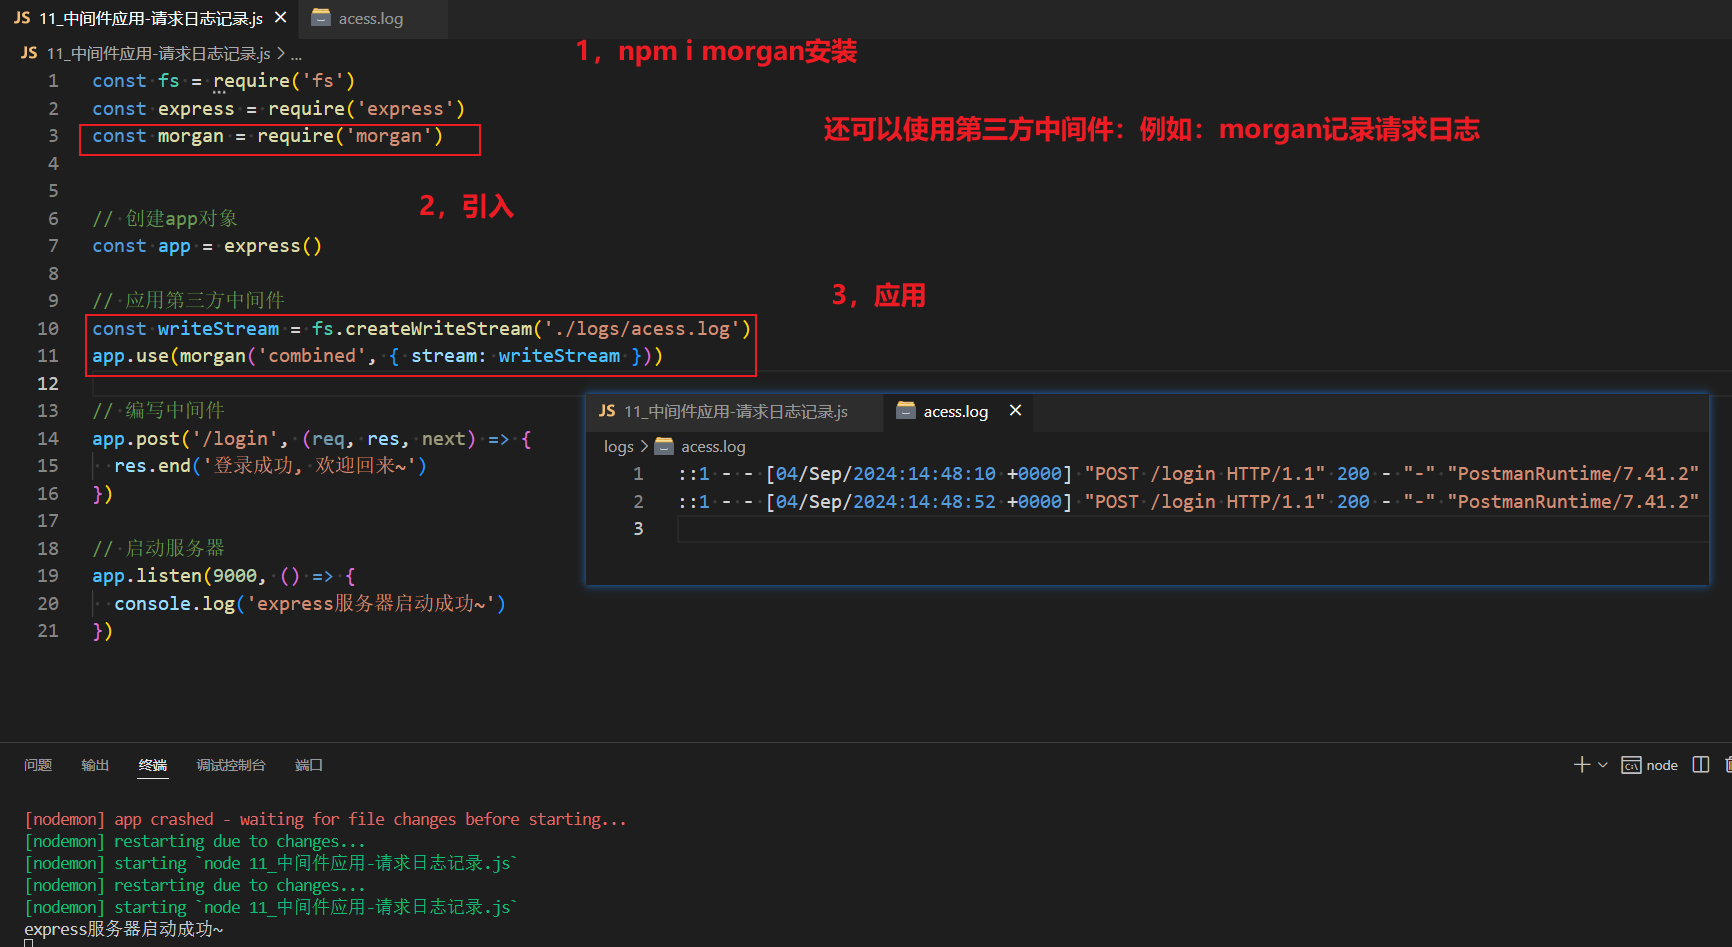 JS 11_中间件应用-请求日志记录.js × acess.log
JS 11_中间件应用-请求日志记录.js > ...
1，npm i morgan安装
1 const fs = require('fs')
2 const express = require('express')
3 const morgan = require('morgan')
还可以使用第三方中间件：例如：morgan记录请求日志
4
5
2，引入
6 // 创建app对象
7 const app = express()
8
3，应用
9 // 应用第三方中间件
10 const writeStream = fs.createWriteStream('./logs/acess.log')
11 app.use(morgan('combined', { stream: writeStream }))
12
13 // 编写中间件
14 app.post('/login', (req, res, next) => {
15 res.end('登录成功, 欢迎回来~')
16 })
17
18 // 启动服务器
19 app.listen(9000, () => {
20 console.log('express服务器启动成功~')
21 })
JS 11_中间件应用-请求日志记录.js acess.log ×
logs > acess.log
1 ::1 - - [04/Sep/2024:14:48:10 +0000] "POST /login HTTP/1.1" 200 - "-" "PostmanRuntime/7.41.2"
2 ::1 - - [04/Sep/2024:14:48:52 +0000] "POST /login HTTP/1.1" 200 - "-" "PostmanRuntime/7.41.2"
3
问题 输出 终端 调试控制台 端口
node
[nodemon] app crashed - waiting for file changes before starting...
[nodemon] restarting due to changes...
[nodemon] starting `node 11_中间件应用-请求日志记录.js`
[nodemon] restarting due to changes...
[nodemon] starting `node 11_中间件应用-请求日志记录.js`
express服务器启动成功~